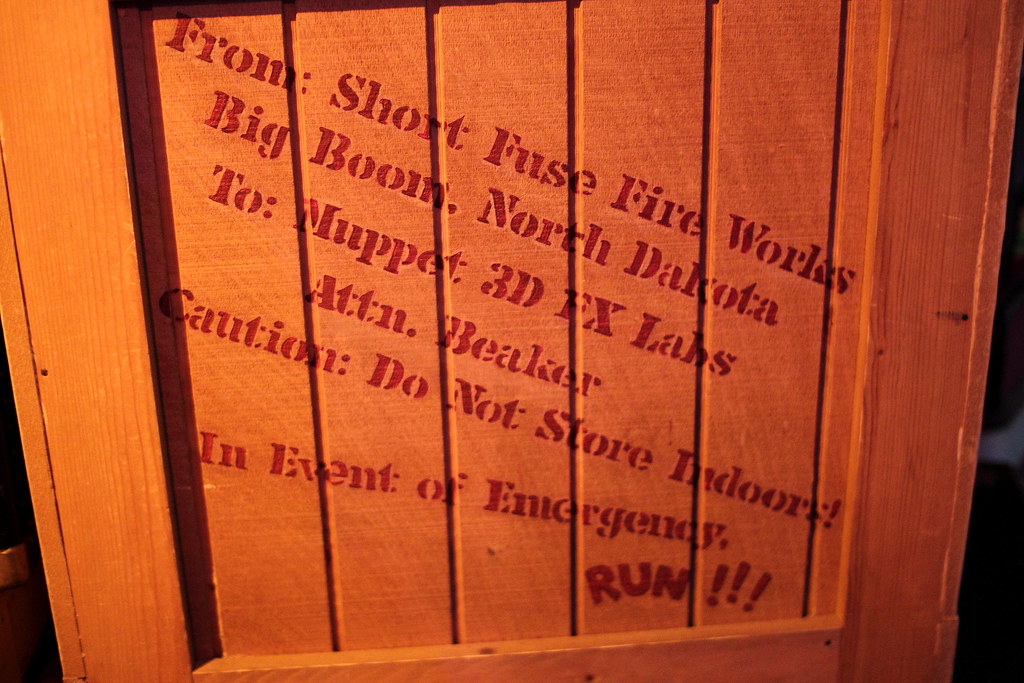 From: Short Fuse Fire Works
Big Boom, North Dakota
To: Muppet 3D FX Labs
Attn. Beaker
Caution: Do Not Store Indoors!
In Event of Emergency,
RUN!!!